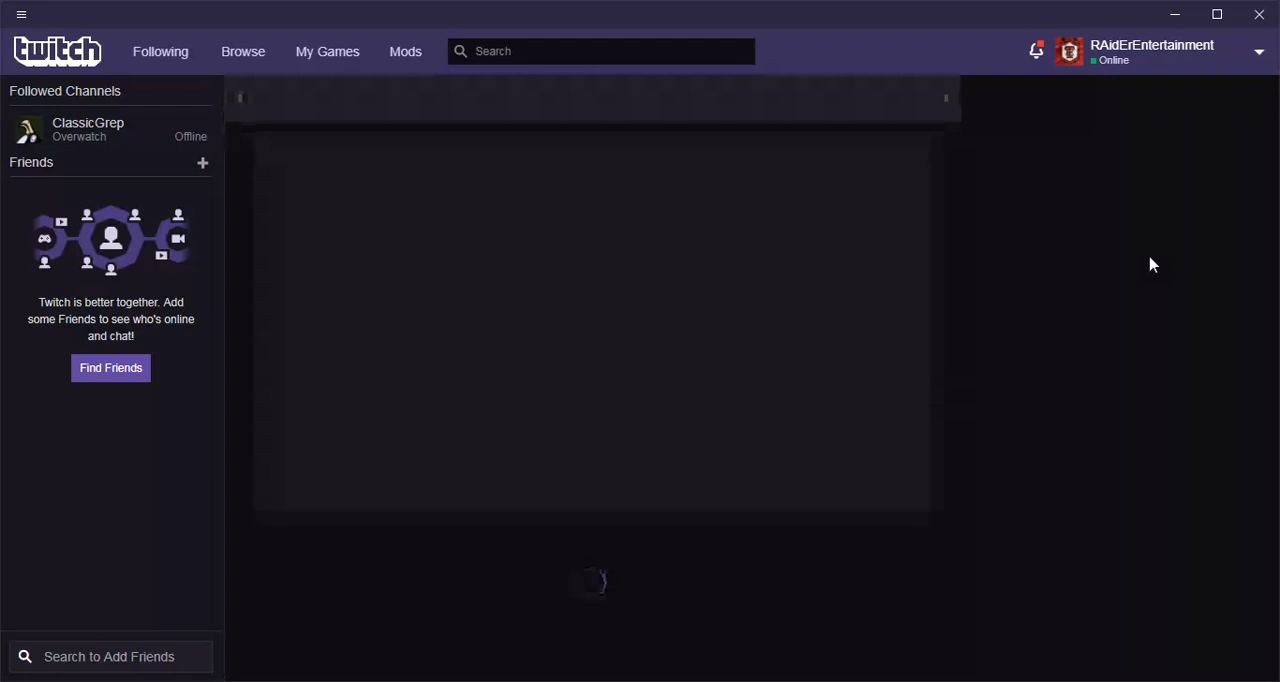 twitch
Following
Browse
My Games
Mods
Search
RAidErEntertainment
Online
Followed Channels
ClassicGrep
Overwatch
Offline
Friends
Twitch is better together. Add
some Friends to see who's online
and chat!
Find Friends
Search to Add Friends